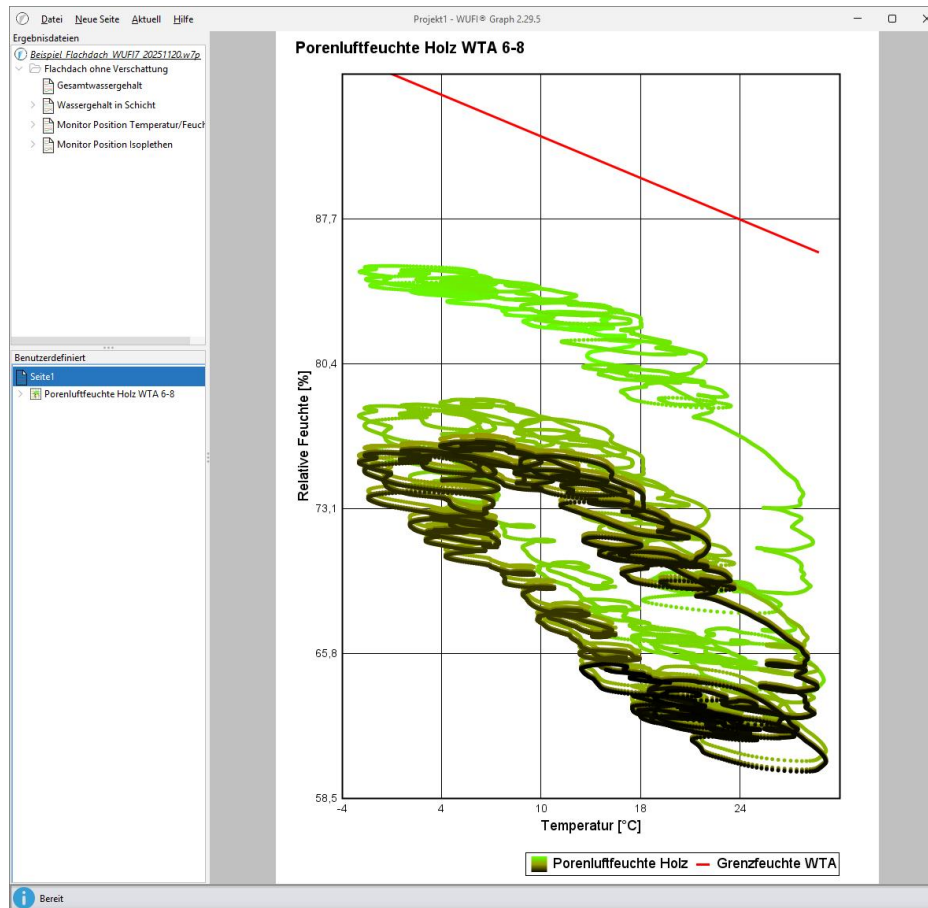 Datei Neue Seite Aktuell Hilfe
Projekt1 - WUFI® Graph 2.29.5
Ergebnisdateien
Beispiel_Flachdach_WUFI7_20251120.w7p
Flachdach ohne Verschattung
Gesamtwassergehalt
Wassergehalt in Schicht
Monitor Position Temperatur/Feuch
Monitor Position Isoplethen
Benutzerdefiniert
Seite1
Porenluftfeuchte Holz WTA 6-8
Porenluftfeuchte Holz WTA 6-8
87,7
80,4
73,1
65,8
58,5
Relative Feuchte [%]
-4 4 10 18 24
Temperatur [°C]
Porenluftfeuchte Holz Grenzfeuchte WTA
Bereit